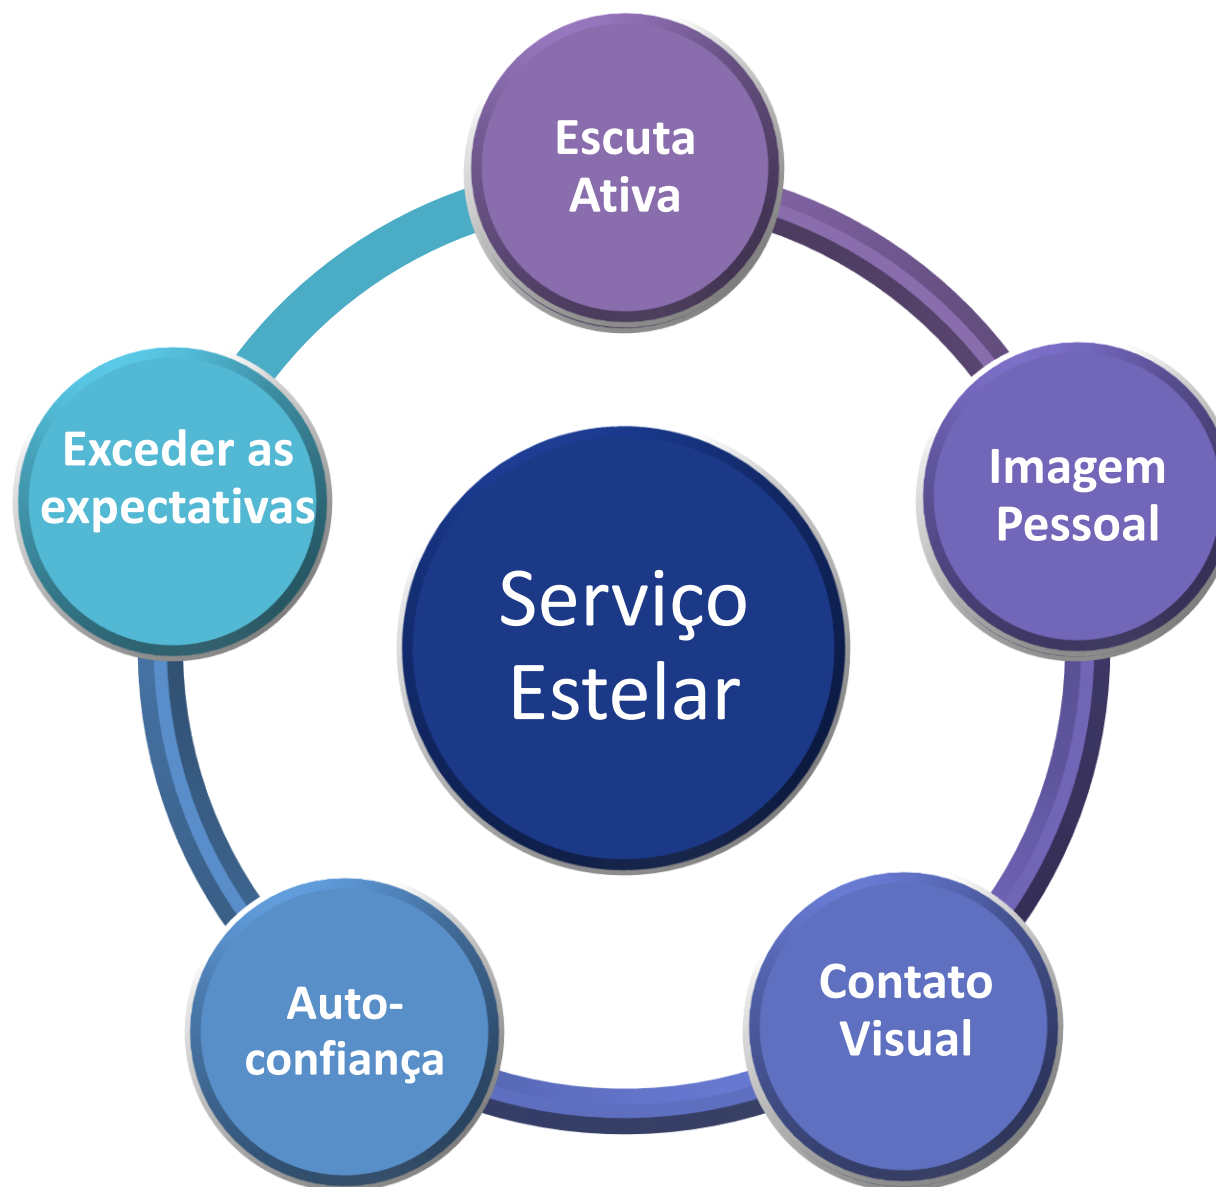 Escuta
Ativa
Imagem
Pessoal
Contato
Visual
Auto-
confiança
Exceder as
expectativas
Serviço
Estelar